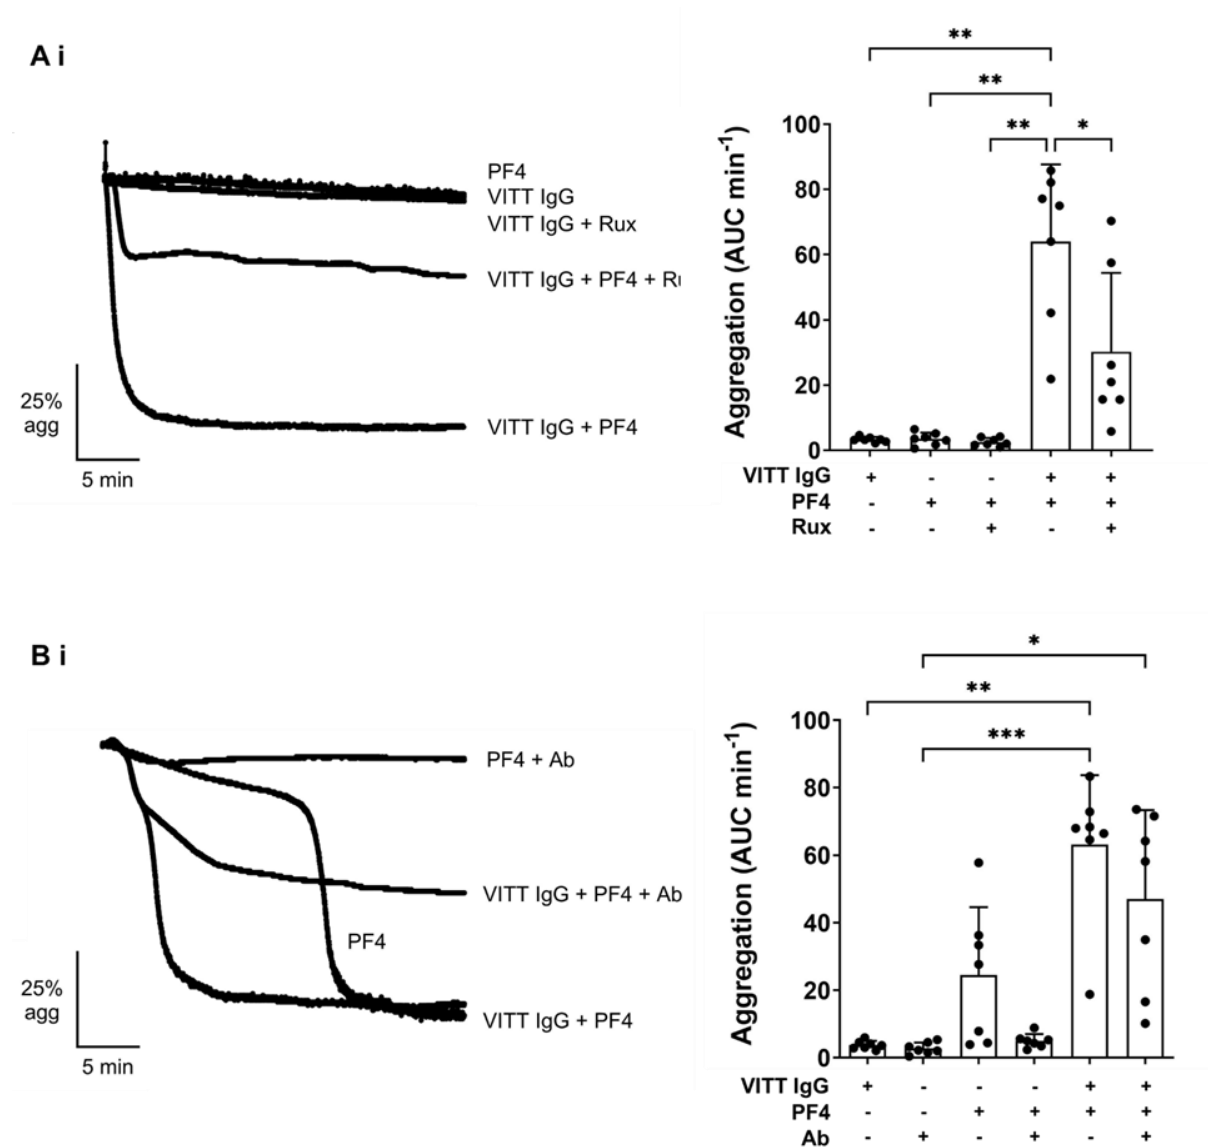 A i
PF4
VITT IgG
VITT IgG + Rux
VITT IgG + PF4 + Ru
VITT IgG + PF4
25%
agg
5 min
** 
**
** *
Aggregation (AUC min-1)
100
80
60
40
20
0
VITT IgG + - - + +
PF4 - + + + +
Rux - - + - +
B i
PF4 + Ab
VITT IgG + PF4 + Ab
PF4
VITT IgG + PF4
25%
agg
5 min
*
**
***
Aggregation (AUC min-1)
100
80
60
40
20
0
VITT IgG + - - - + +
PF4 - - + + + +
Ab - + - + - +